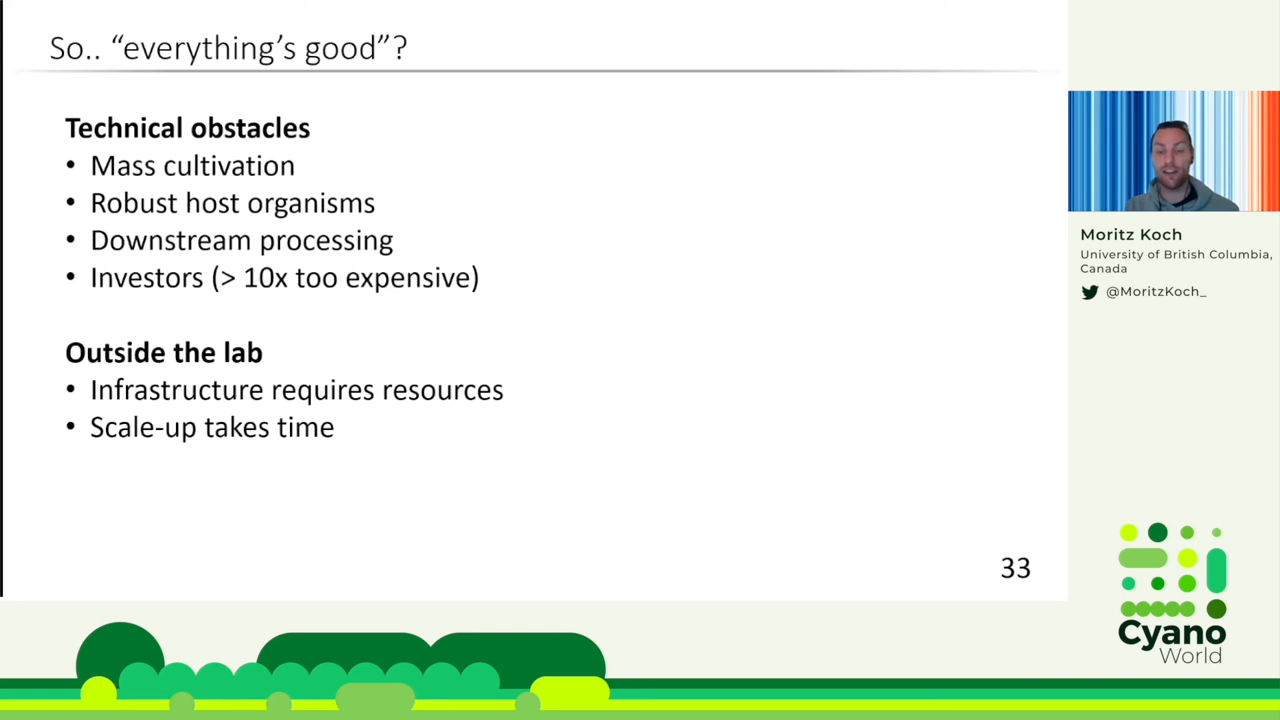 So.. “everything’s good”?
Technical obstacles
• Mass cultivation
• Robust host organisms
• Downstream processing
• Investors (> 10x too expensive)
Outside the lab
• Infrastructure requires resources
• Scale-up takes time
33
Moritz Koch
University of British Columbia,
Canada
@MoritzKoch_
Cyano
World